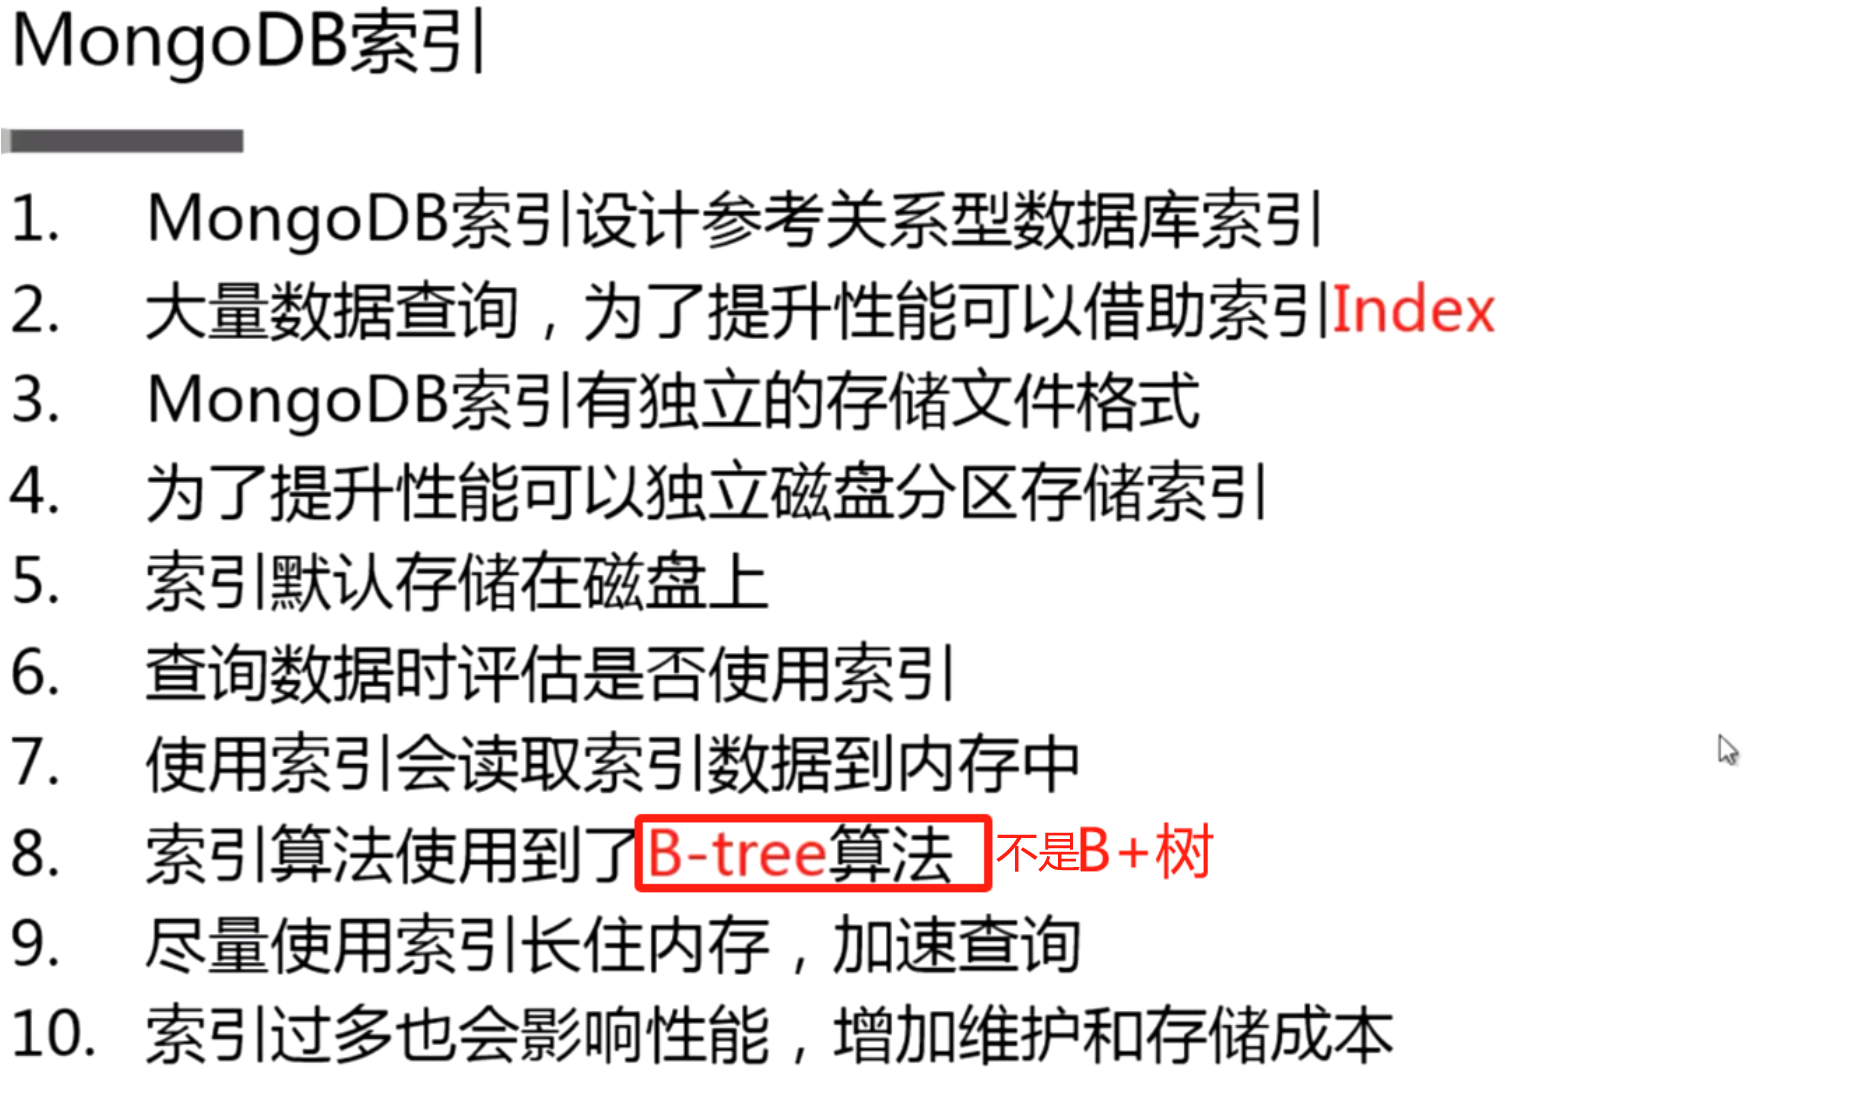 MongoDB索引
1. MongoDB索引设计参考关系型数据库索引
2. 大量数据查询，为了提升性能可以借助索引Index
3. MongoDB索引有独立的存储文件格式
4. 为了提升性能可以独立磁盘分区存储索引
5. 索引默认存储在磁盘上
6. 查询数据时评估是否使用索引
7. 使用索引会读取索引数据到内存中
8. 索引算法使用到了B-tree算法 不是B+树
9. 尽量使用索引长住内存，加速查询
10. 索引过多也会影响性能，增加维护和存储成本